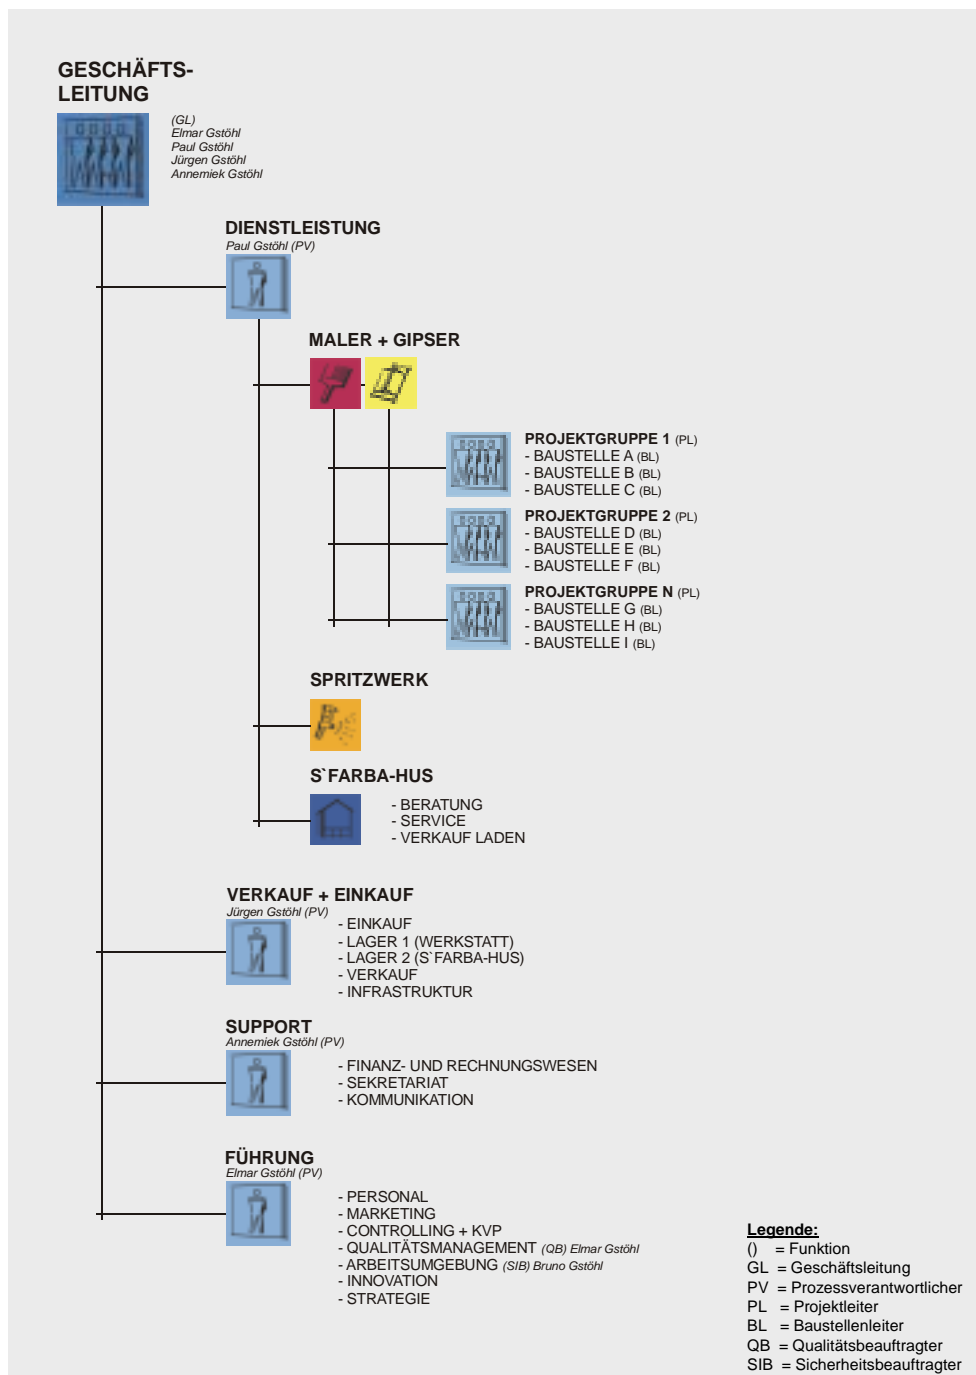 GESCHÄFTS-
LEITUNG
(GL)
Elmar Gstöhl
Paul Gstöhl
Jürgen Gstöhl
Annemiek Gstöhl
DIENSTLEISTUNG
Paul Gstöhl (PV)
MALER + GIPSER
PROJEKTGRUPPE 1 (PL)
- BAUSTELLE A (BL)
- BAUSTELLE B (BL)
- BAUSTELLE C (BL)
PROJEKTGRUPPE 2 (PL)
- BAUSTELLE D (BL)
- BAUSTELLE E (BL)
- BAUSTELLE F (BL)
PROJEKTGRUPPE N (PL)
- BAUSTELLE G (BL)
- BAUSTELLE H (BL)
- BAUSTELLE I (BL)
SPRITZWERK
S`FARBA-HUS
- BERATUNG
- SERVICE
- VERKAUF LADEN
VERKAUF + EINKAUF
Jürgen Gstöhl (PV)
- EINKAUF
- LAGER 1 (WERKSTATT)
- LAGER 2 (S`FARBA-HUS)
- VERKAUF
- INFRASTRUKTUR
SUPPORT
Annemiek Gstöhl (PV)
- FINANZ- UND RECHNUNGSWESEN
- SEKRETARIAT
- KOMMUNIKATION
FÜHRUNG
Elmar Gstöhl (PV)
- PERSONAL
- MARKETING
- CONTROLLING + KVP
- QUALITÄTSMANAGEMENT (QB) Elmar Gstöhl
- ARBEITSUMGEBUNG (SIB) Bruno Gstöhl
- INNOVATION
- STRATEGIE
Legende:
() = Funktion
GL = Geschäftsleitung
PV = Prozessverantwortlicher
PL = Projektleiter
BL = Baustellenleiter
QB = Qualitätsbeauftragter
SIB = Sicherheitsbeauftragter